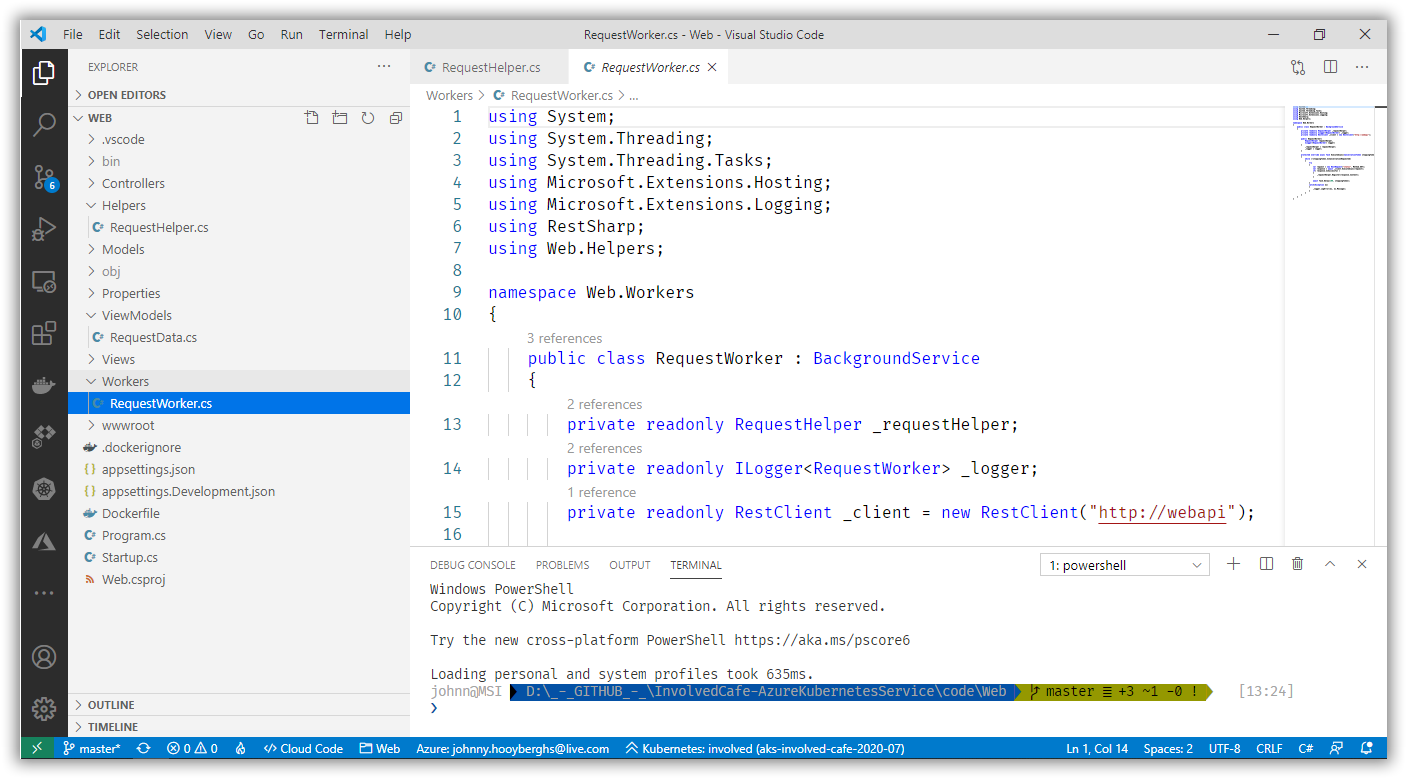 File Edit Selection View Go Run Terminal Help RequestWorker.cs - Web - Visual Studio Code
EXPLORER
OPEN EDITORS
WEB
.vscode
bin
Controllers
Helpers
RequestHelper.cs
Models
obj
Properties
ViewModels
RequestData.cs
Views
Workers
RequestWorker.cs
wwwroot
.dockerignore
appsettings.json
appsettings.Development.json
Dockerfile
Program.cs
Startup.cs
Web.csproj
OUTLINE
TIMELINE
6
RequestHelper.cs RequestWorker.cs
Workers > RequestWorker.cs > ...
1 using System;
2 using System.Threading;
3 using System.Threading.Tasks;
4 using Microsoft.Extensions.Hosting;
5 using Microsoft.Extensions.Logging;
6 using RestSharp;
7 using Web.Helpers;
8
9 namespace Web.Workers
10 {
3 references
11 public class RequestWorker : BackgroundService
12 {
2 references
13 private readonly RequestHelper _requestHelper;
2 references
14 private readonly ILogger<RequestWorker> _logger;
1 reference
15 private readonly RestClient _client = new RestClient("http://webapi");
16
DEBUG CONSOLE PROBLEMS OUTPUT TERMINAL 1: powershell
Windows PowerShell
Copyright (C) Microsoft Corporation. All rights reserved.
Try the new cross-platform PowerShell https://aka.ms/pscore6
Loading personal and system profiles took 635ms.
johnn@MSI D:\_-_GITHUB_-_\InvolvedCafe-AzureKubernetesService\code\Web master ≣ +3 ~1 -0 ! [13:24]
❯
master* 0 0 Cloud Code Web Azure: johnny.hooyberghs@live.com Kubernetes: involved (aks-involved-cafe-2020-07) Ln 1, Col 14 Spaces: 2 UTF-8 CRLF C#